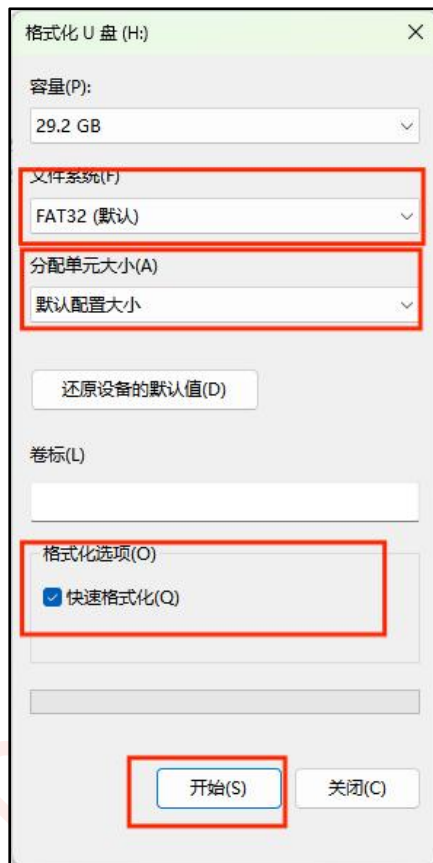 格式化 U 盘 (H:)
容量(P):
29.2 GB
文件系统(F)
FAT32 (默认)
分配单元大小(A)
默认配置大小
还原设备的默认值(D)
卷标(L)
格式化选项(O)
快速格式化(Q)
开始(S) 关闭(C)